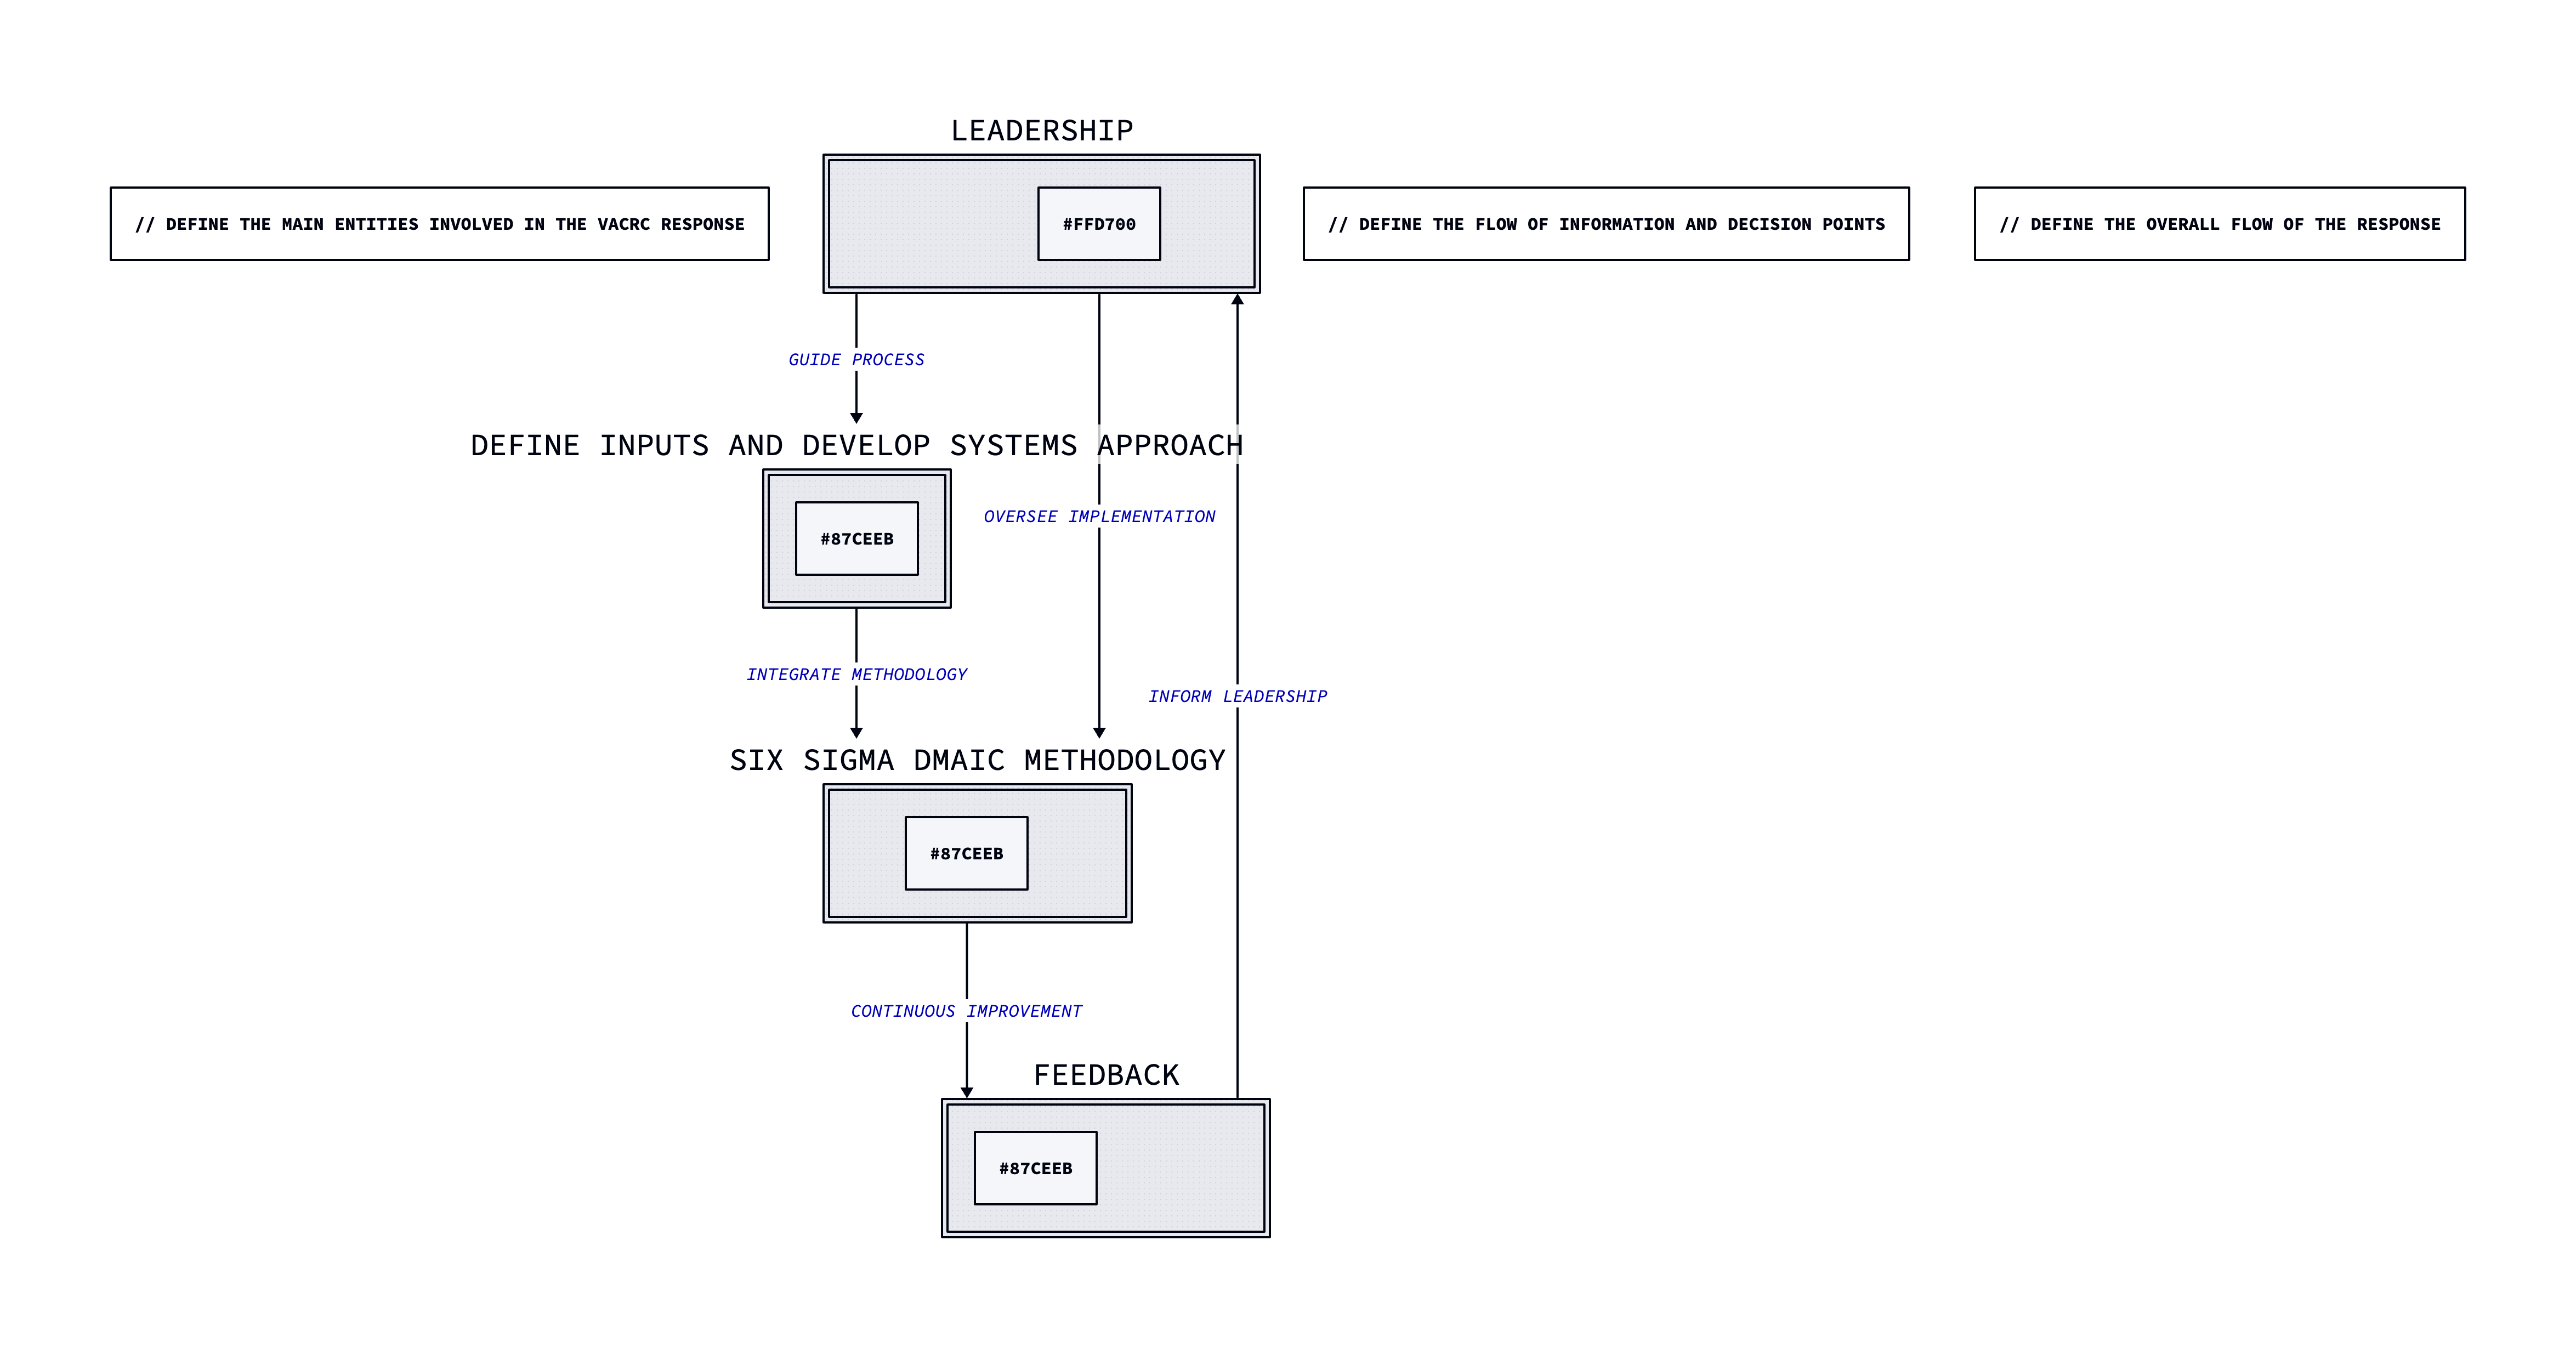 LEADERSHIP
// DEFINE THE MAIN ENTITIES INVOLVED IN THE VACRC RESPONSE
#FFD700
// DEFINE THE FLOW OF INFORMATION AND DECISION POINTS
// DEFINE THE OVERALL FLOW OF THE RESPONSE
GUIDE PROCESS
DEFINE INPUTS AND DEVELOP SYSTEMS APPROACH
OVERSEE IMPLEMENTATION
#87CEEB
INTEGRATE METHODOLOGY
INFORM LEADERSHIP
SIX SIGMA DMAIC METHODOLOGY
#87CEEB
CONTINUOUS IMPROVEMENT
FEEDBACK
#87CEEB